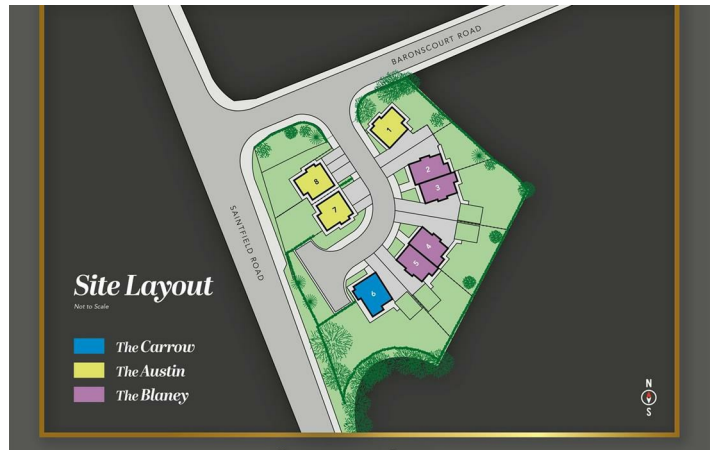 BARONSCOURT ROAD
1
2
3
8
7
4
5
6
SAINTFIELD ROAD
Site Layout
Not to Scale
The Carrow
The Austin
The Blaney
N
S